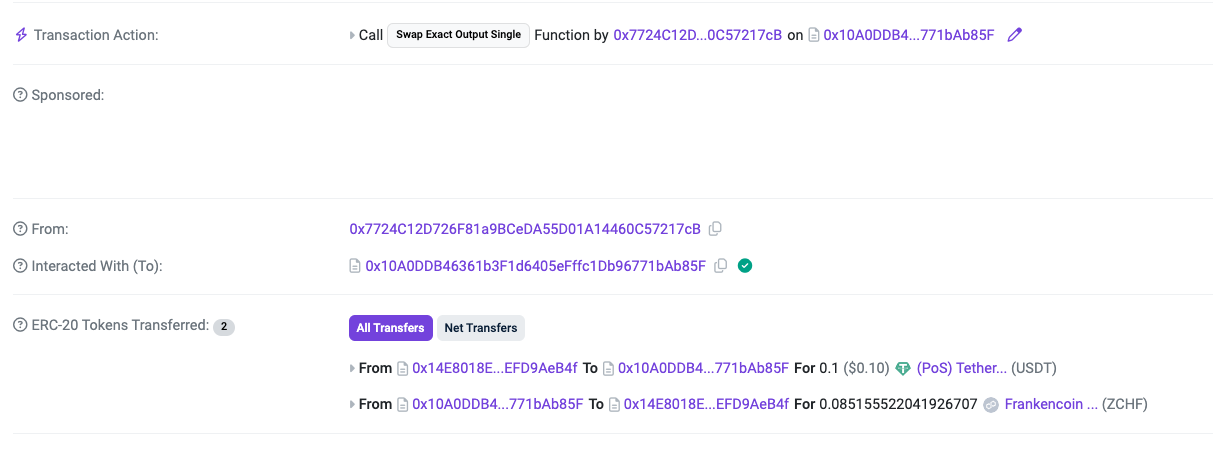 Transaction Action: Call Swap Exact Output Single Function by 0x7724C12D...0C57217cB on 0x10A0DDB4...771bAb85F
Sponsored:
From: 0x7724C12D726F81a9BCeDA55D01A14460C57217cB
Interacted With (To): 0x10A0DDB46361b3F1d6405eFffc1Db96771bAb85F
ERC-20 Tokens Transferred: 2 All Transfers Net Transfers
From 0x14E8018E...EFD9AeB4f To 0x10A0DDB4...771bAb85F For 0.1 ($0.10) (PoS) Tether... (USDT)
From 0x10A0DDB4...771bAb85F To 0x14E8018E...EFD9AeB4f For 0.085155522041926707 Frankencoin ... (ZCHF)